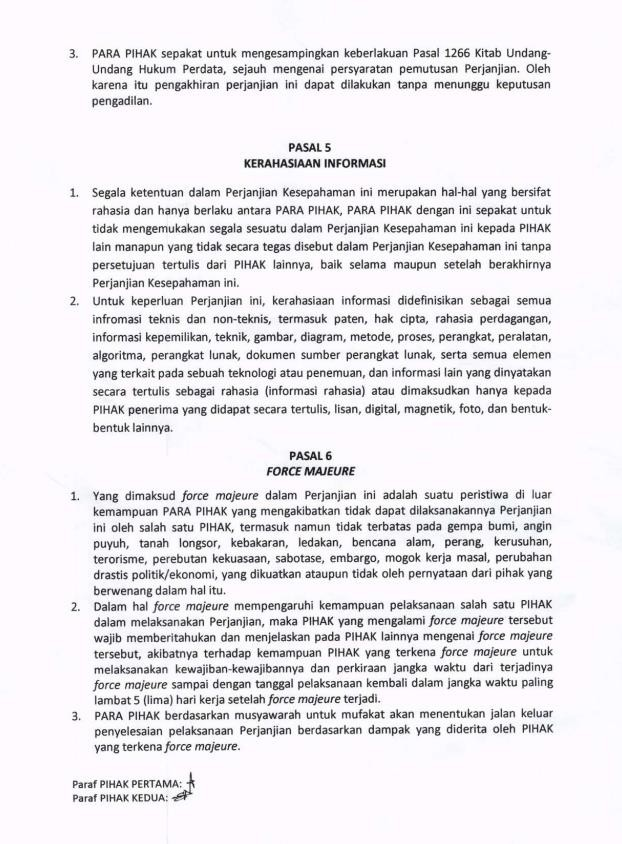 3. PARA PIHAK sepakat untuk mengesampingkan keberlakuan Pasal 1266 Kitab Undang-
Undang Hukum Perdata, sejauh mengenai persyaratan pemutusan Perjanjian. Oleh
karena itu pengakhiran perjanjian ini dapat dilakukan tanpa menunggu keputusan
pengadilan.
PASAL 5
KERAHASIAAN INFORMASI
1. Segala ketentuan dalam Perjanjian Kesepahaman ini merupakan hal-hal yang bersifat
rahasia dan hanya berlaku antara PARA PIHAK, PARA PIHAK dengan ini sepakat untuk
tidak mengemukakan segala sesuatu dalam Perjanjian Kesepahaman ini kepada PIHAK
lain manapun yang tidak secara tegas disebut dalam Perjanjian Kesepahaman ini tanpa
persetujuan tertulis dari PIHAK lainnya, baik selama maupun setelah berakhirnya
Perjanjian Kesepahaman ini.
2. Untuk keperluan Perjanjian ini, kerahasiaan informasi didefinisikan sebagai semua
infromasi teknis dan non-teknis, termasuk paten, hak cipta, rahasia perdagangan,
informasi kepemilikan, teknik, gambar, diagram, metode, proses, perangkat, peralatan,
algoritma, perangkat lunak, dokumen sumber perangkat lunak, serta semua elemen
yang terkait pada sebuah teknologi atau penemuan, dan informasi lain yang dinyatakan
secara tertulis sebagai rahasia (informasi rahasia) atau dimaksudkan hanya kepada
PIHAK penerima yang didapat secara tertulis, lisan, digital, magnetik, foto, dan bentuk-
bentuk lainnya.
PASAL 6
FORCE MAJEURE
1. Yang dimaksud force majeure dalam Perjanjian ini adalah suatu peristiwa di luar
kemampuan PARA PIHAK yang mengakibatkan tidak dapat dilaksanakannya Perjanjian
ini oleh salah satu PIHAK, termasuk namun tidak terbatas pada gempa bumi, angin
puyuh, tanah longsor, kebakaran, ledakan, bencana alam, perang, kerusuhan,
terorisme, perebutan kekuasaan, sabotase, embargo, mogok kerja masal, perubahan
drastis politik/ekonomi, yang dikuatkan ataupun tidak oleh pernyataan dari pihak yang
berwenang dalam hal itu.
2. Dalam hal force majeure mempengaruhi kemampuan pelaksanaan salah satu PIHAK
dalam melaksanakan Perjanjian, maka PIHAK yang mengalami force majeure tersebut
wajib memberitahukan dan menjelaskan pada PIHAK lainnya mengenai force majeure
tersebut, akibatnya terhadap kemampuan PIHAK yang terkena force majeure untuk
melaksanakan kewajiban-kewajibannya dan perkiraan jangka waktu dari terjadinya
force majeure sampai dengan tanggal pelaksanaan kembali dalam jangka waktu paling
lambat 5 (lima) hari kerja setelah force majeure terjadi.
3. PARA PIHAK berdasarkan musyawarah untuk mufakat akan menentukan jalan keluar
penyelesaian pelaksanaan Perjanjian berdasarkan dampak yang diderita oleh PIHAK
yang terkena force majeure.
Paraf PIHAK PERTAMA:
Paraf PIHAK KEDUA: